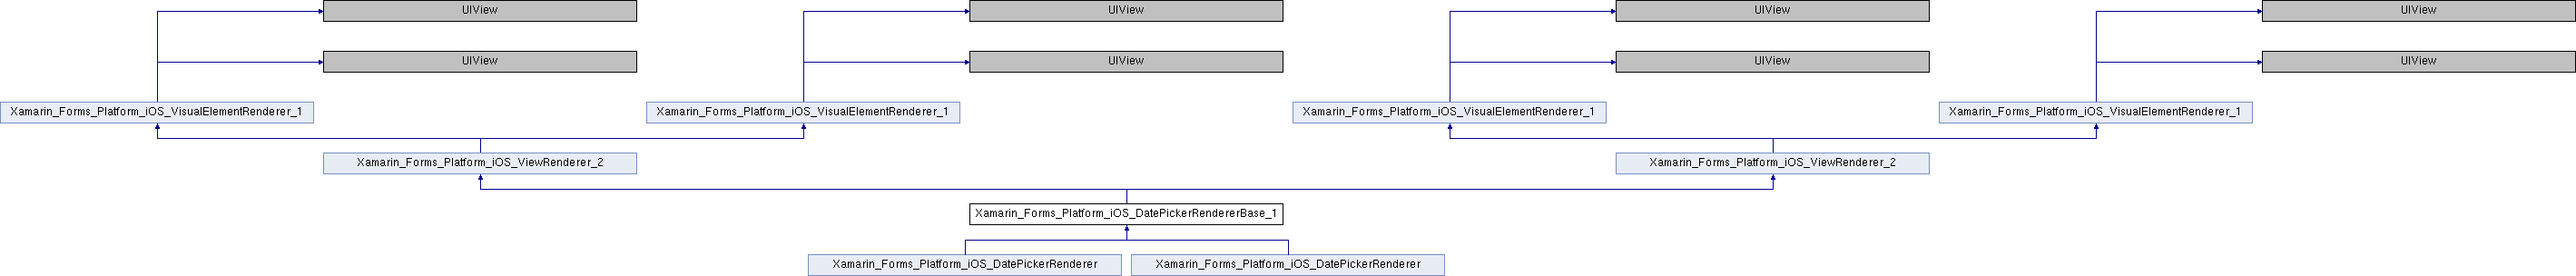 UIView
UIView
UIView
UIView
UIView
UIView
UIView
UIView
Xamarin_Forms_Platform_iOS_VisualElementRenderer_1
Xamarin_Forms_Platform_iOS_VisualElementRenderer_1
Xamarin_Forms_Platform_iOS_VisualElementRenderer_1
Xamarin_Forms_Platform_iOS_VisualElementRenderer_1
Xamarin_Forms_Platform_iOS_ViewRenderer_2
Xamarin_Forms_Platform_iOS_ViewRenderer_2
Xamarin_Forms_Platform_iOS_DatePickerRendererBase_1
Xamarin_Forms_Platform_iOS_DatePickerRenderer
Xamarin_Forms_Platform_iOS_DatePickerRenderer